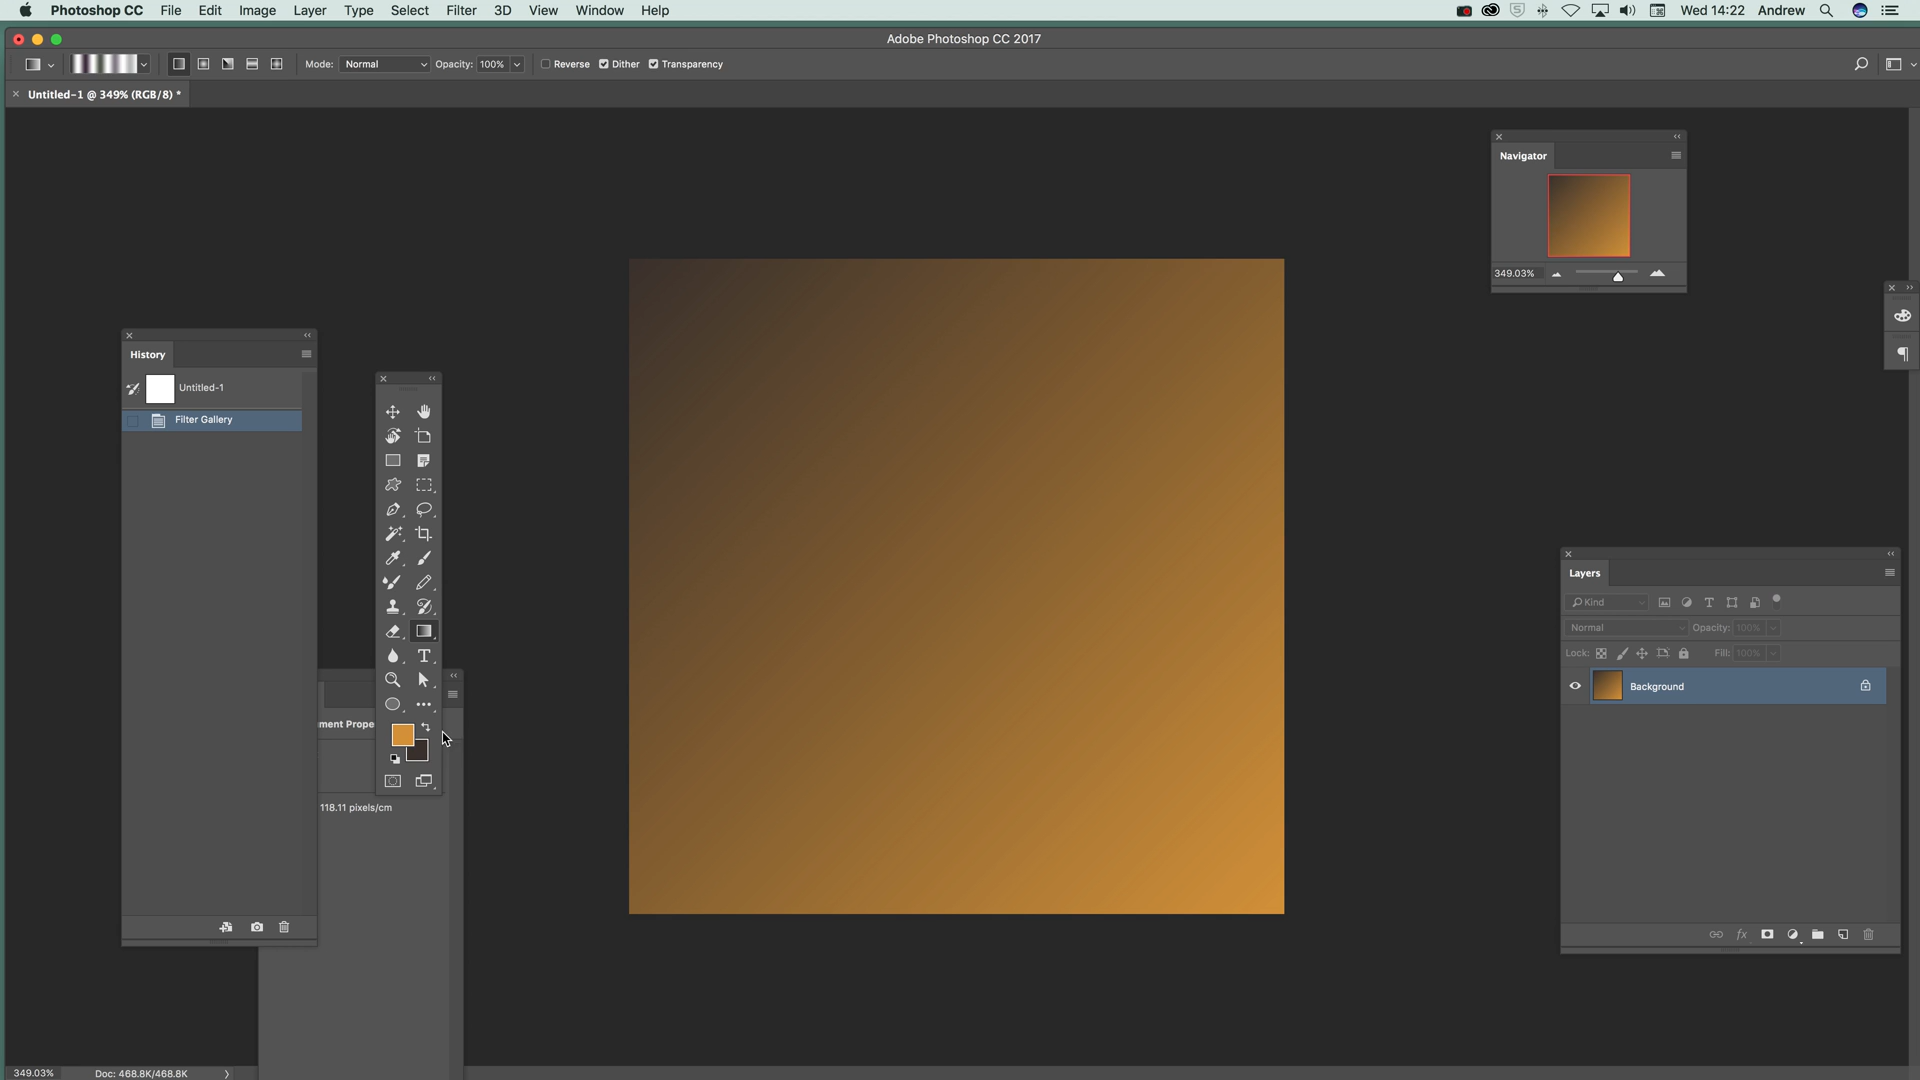 Photoshop CC File Edit Image Layer Type Select Filter 3D View Window Help Wed 14:22 Andrew
Adobe Photoshop CC 2017
Mode: Normal Opacity: 100% Reverse Dither Transparency
Untitled-1 @ 349% (RGB/8) *
Navigator
349.03%
History
Untitled-1
Filter Gallery
ment Prope
118.11 pixels/cm
Layers
Kind
Normal Opacity: 100%
Lock: Fill: 100%
Background
349.03% Doc: 468.8K/468.8K